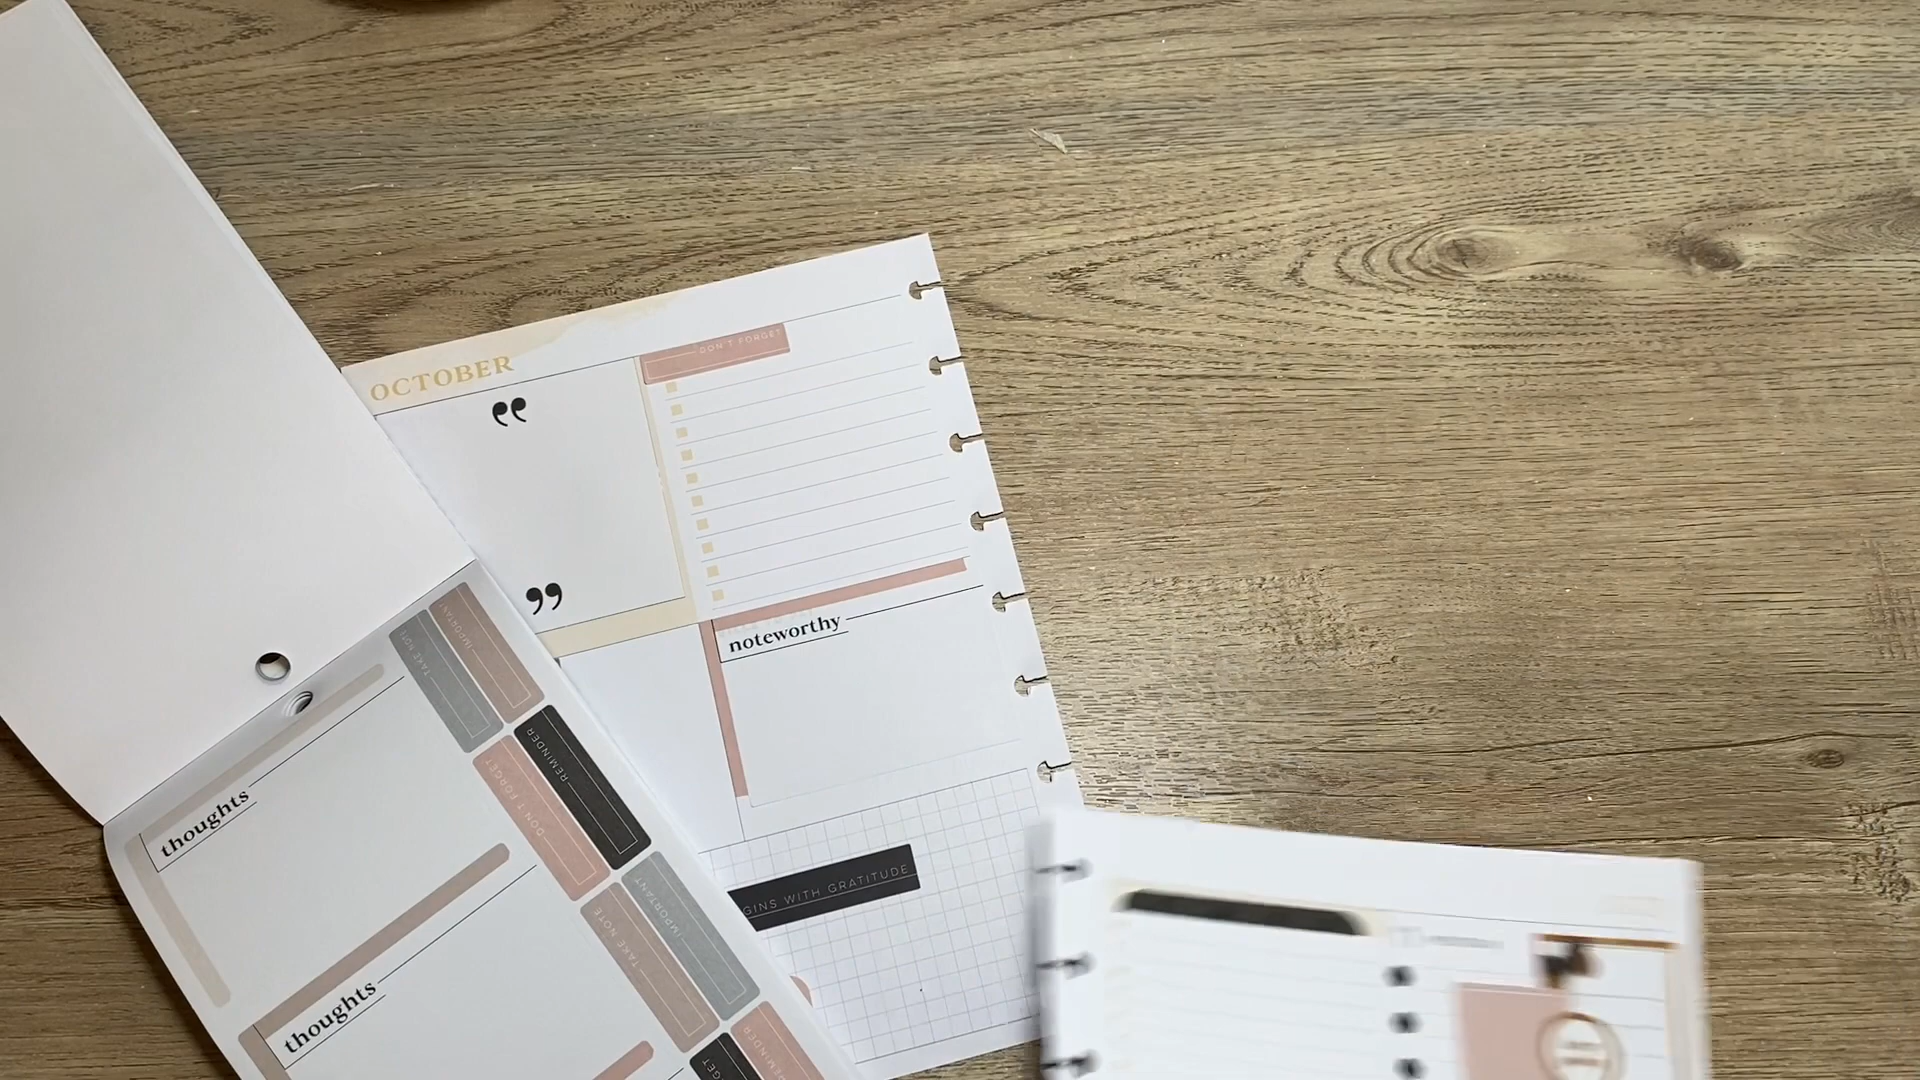 OCTOBER
DON'T FORGET
“
”
noteworthy
GINS WITH GRATITUDE
IMPORTANT
TAKE NOTE
REMINDER
DON'T FORGET
thoughts
IMPORTANT
TAKE NOTE
thoughts
REMINDER
GET